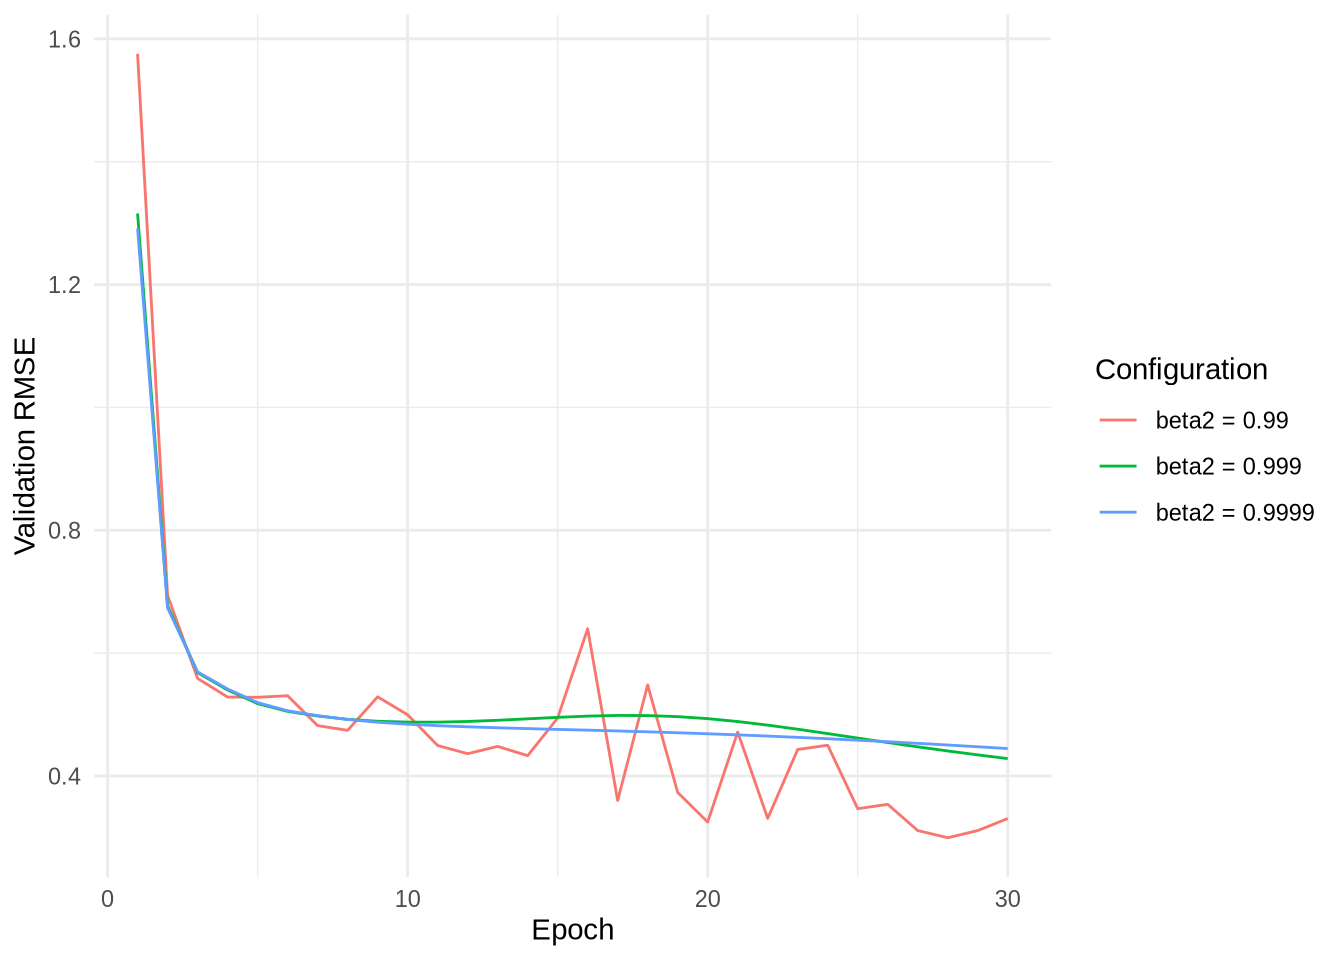 1.6
1.2
0.8
0.4
Validation RMSE
0 10 20 30
Epoch
Configuration
beta2 = 0.99
beta2 = 0.999
beta2 = 0.9999